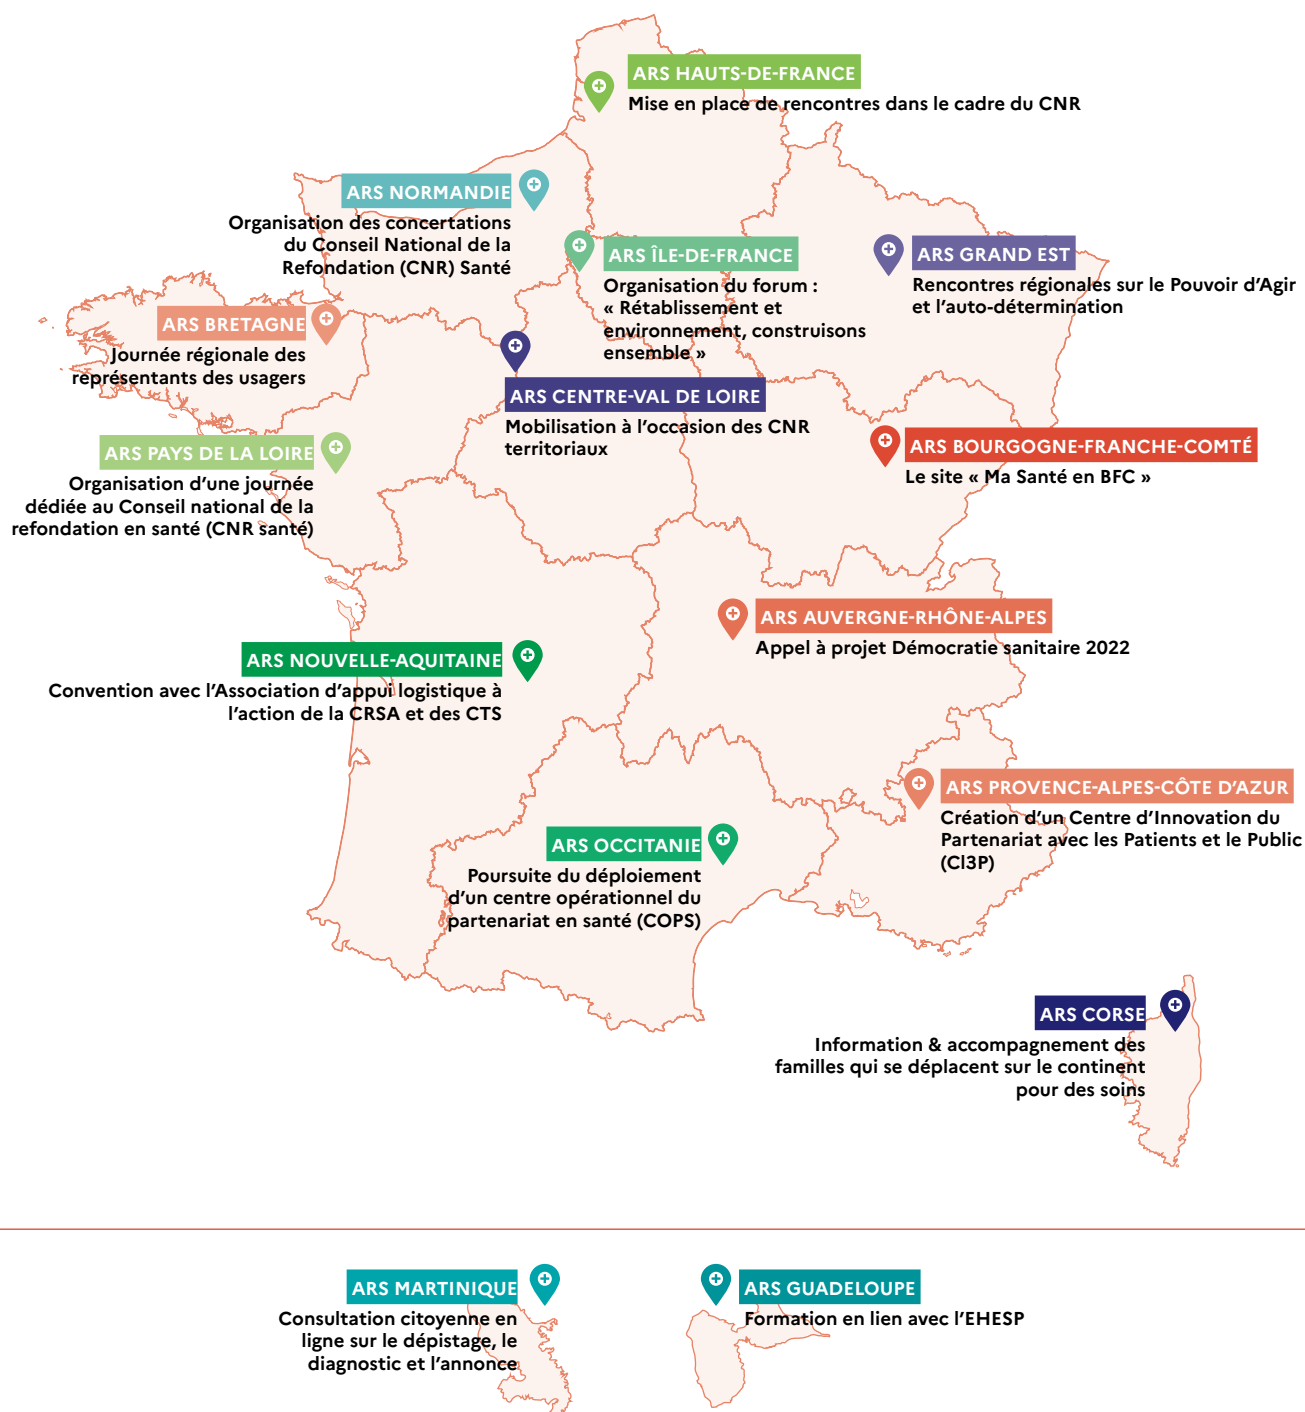 ARS HAUTS-DE-FRANCE
Mise en place de rencontres dans le cadre du CNR
ARS NORMANDIE
Organisation des concertations
du Conseil National de la
Refondation (CNR) Santé
ARS ÎLE-DE-FRANCE
Organisation du forum :
« Rétablissement et
environnement, construisons
ensemble »
ARS GRAND EST
Rencontres régionales sur le Pouvoir d’Agir
et l’auto-détermination
ARS BRETAGNE
Journée régionale des
représentants des usagers
ARS CENTRE-VAL DE LOIRE
Mobilisation à l’occasion des CNR
territoriaux
ARS PAYS DE LA LOIRE
Organisation d’une journée
dédiée au Conseil national de la
refondation en santé (CNR santé)
ARS BOURGOGNE-FRANCHE-COMTÉ
Le site « Ma Santé en BFC »
ARS AUVERGNE-RHÔNE-ALPES
Appel à projet Démocratie sanitaire 2022
ARS NOUVELLE-AQUITAINE
Convention avec l’Association d’appui logistique à
l’action de la CRSA et des CTS
ARS PROVENCE-ALPES-CÔTE D’AZUR
Création d’un Centre d’Innovation du
Partenariat avec les Patients et le Public
(CI3P)
ARS OCCITANIE
Poursuite du déploiement
d’un centre opérationnel du
partenariat en santé (COPS)
ARS CORSE
Information & accompagnement des
familles qui se déplacent sur le continent
pour des soins
ARS MARTINIQUE
Consultation citoyenne en
ligne sur le dépistage, le
diagnostic et l’annonce
ARS GUADELOUPE
Formation en lien avec l’EHESP